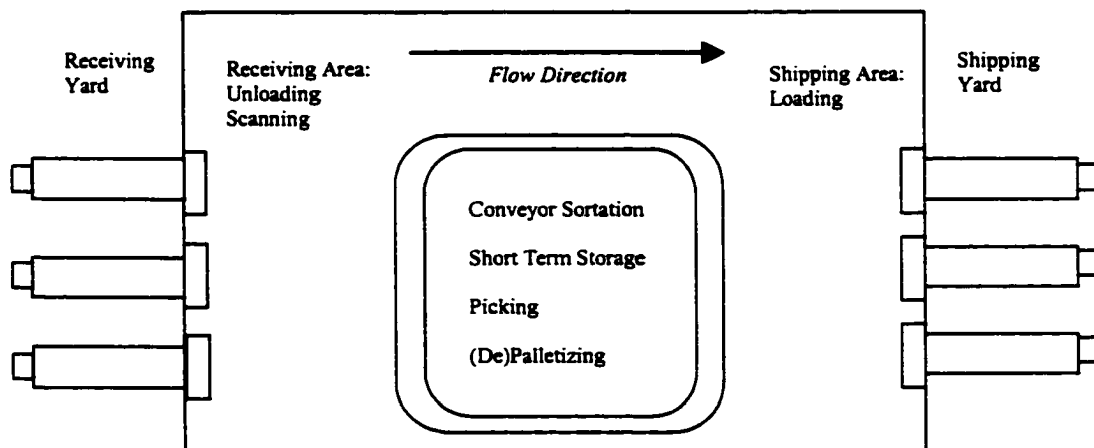 Receiving
Yard
Receiving Area:
Unloading
Scanning
Flow Direction
Shipping Area:
Loading
Shipping
Yard
Conveyor Sortation
Short Term Storage
Picking
(De)Palletizing